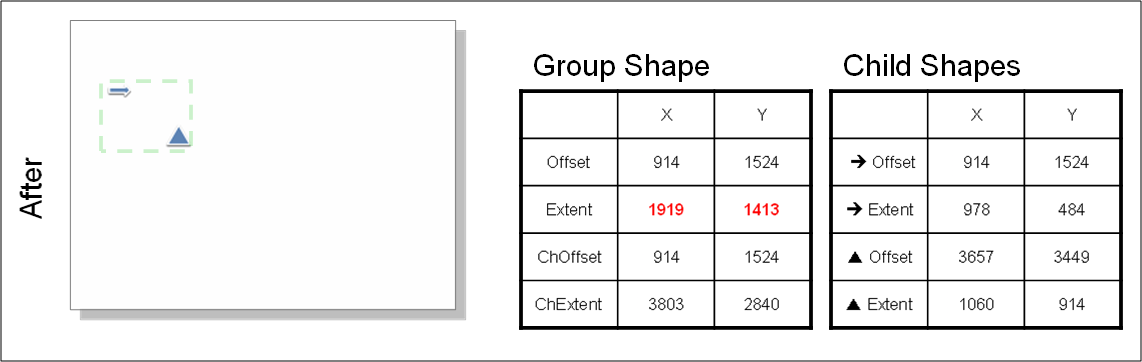 After
Group Shape
X Y
Offset 914 1524
Extent 1919 1413
ChOffset 914 1524
ChExtent 3803 2840
Child Shapes
X Y
➔ Offset 914 1524
➔ Extent 978 484
▲ Offset 3657 3449
▲ Extent 1060 914